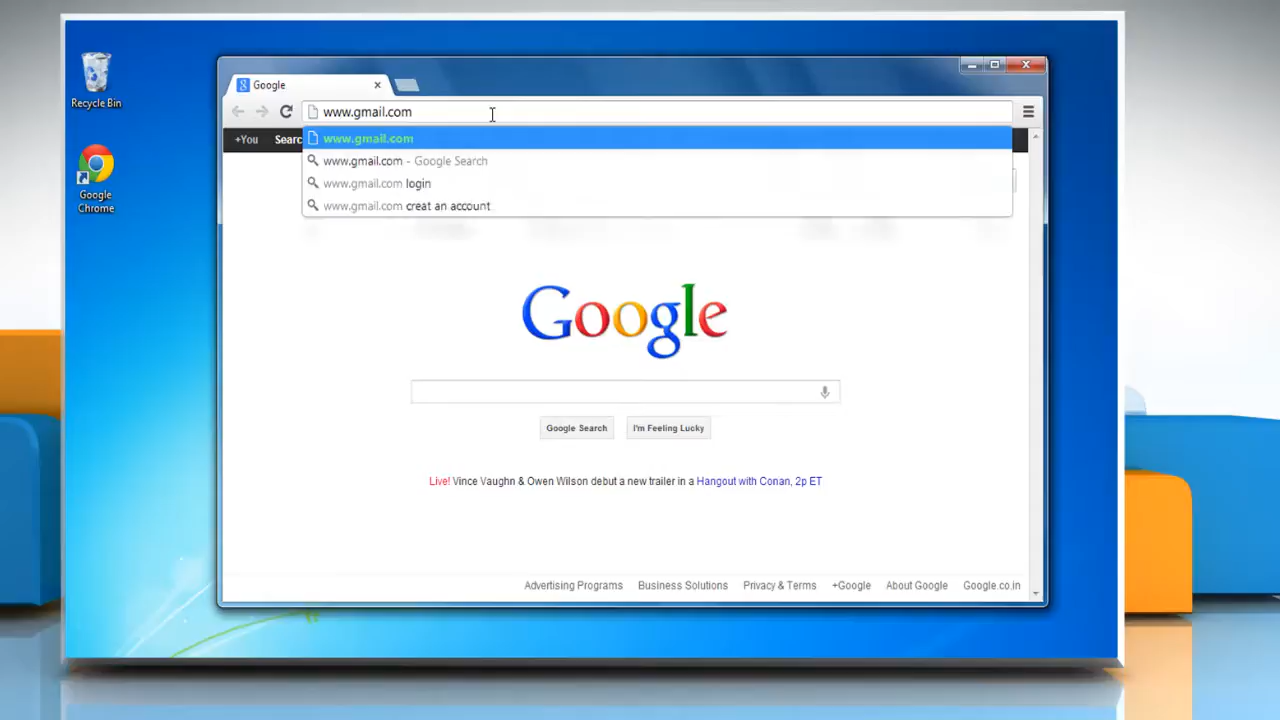 Recycle Bin
Google
Chrome
Google
www.gmail.com
+You Searc
www.gmail.com
www.gmail.com - Google Search
www.gmail.com login
www.gmail.com creat an account
Google
Google Search I'm Feeling Lucky
Live! Vince Vaughn & Owen Wilson debut a new trailer in a Hangout with Conan, 2p ET
Advertising Programs Business Solutions Privacy & Terms +Google About Google Google.co.in